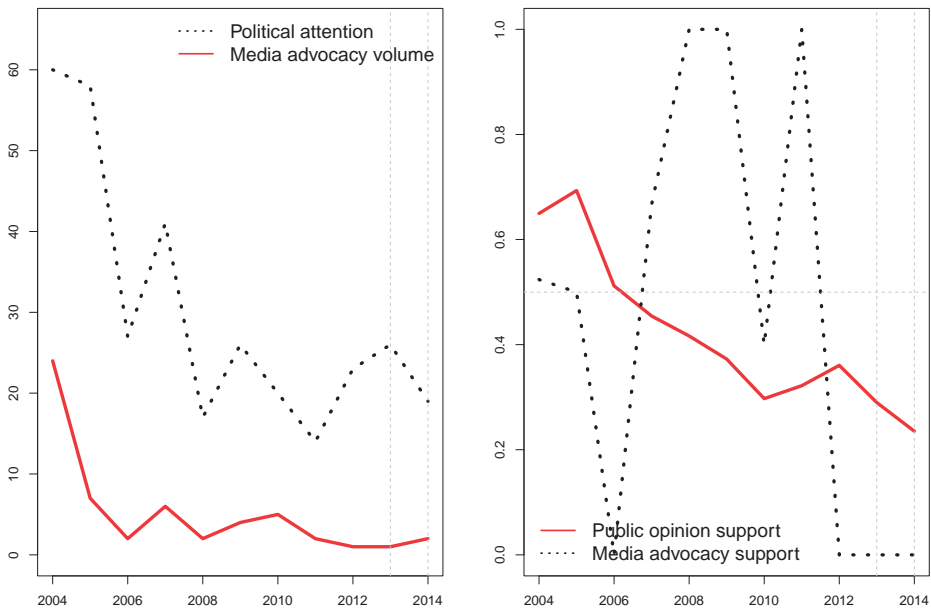 Political attention
Media advocacy volume
60
50
40
30
20
10
0
2004 2006 2008 2010 2012 2014
1.0
0.8
0.6
0.4
0.2
0.0
Public opinion support
Media advocacy support
2004 2006 2008 2010 2012 2014